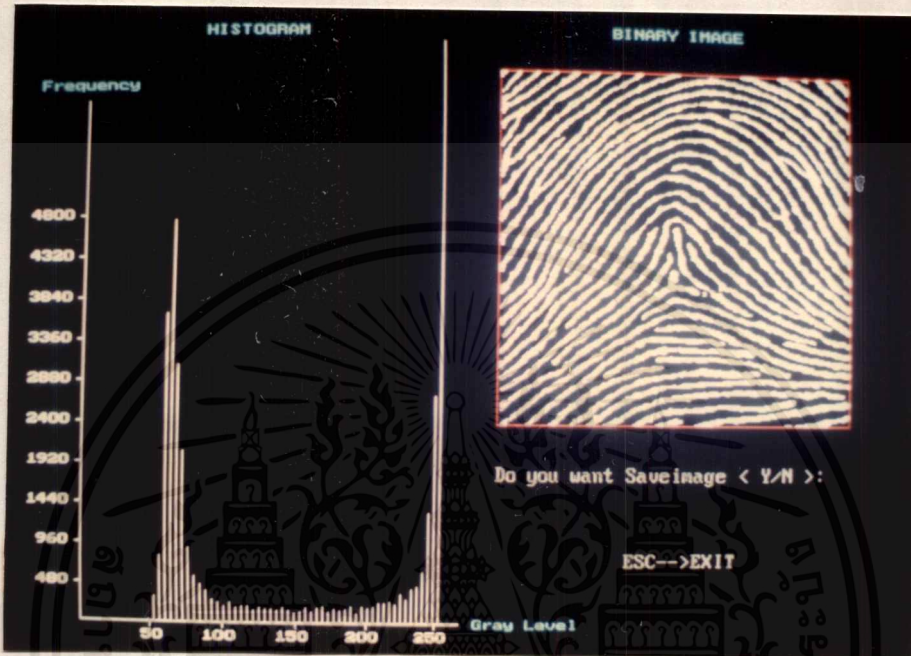 HISTOGRAM
Frequency
4800
4320
3840
3360
2880
2400
1920
1440
960
480
50 100 150 200 250
Gray Level
BINARY IMAGE
Do you want Saveimage < Y/N >:
ESC-->EXIT